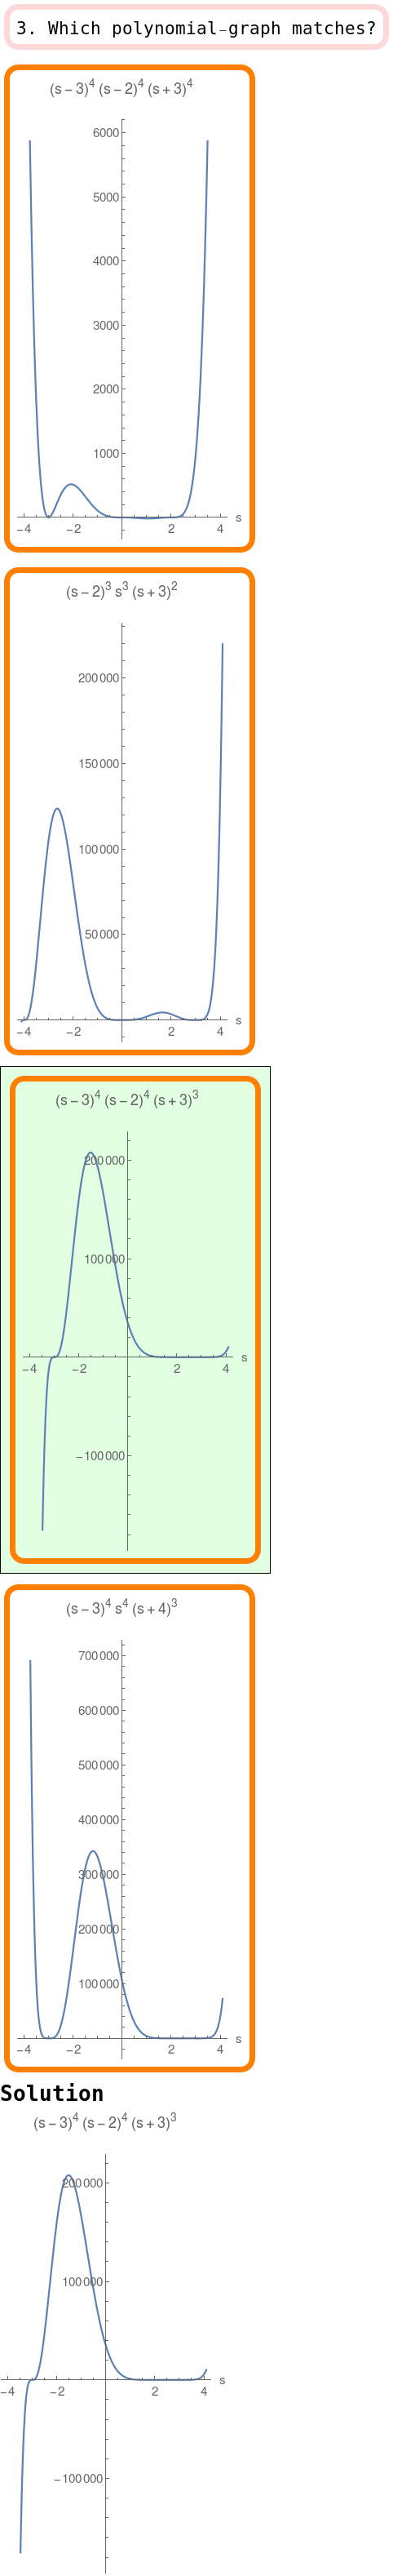 3. Which polynomial-graph matches?
(s − 3)⁴ (s − 2)⁴ (s + 3)⁴
6000
5000
4000
3000
2000
1000
−4 −2 2 4 s
(s − 2)³ s³ (s + 3)²
200 000
150 000
100 000
50 000
−4 −2 2 4 s
(s − 3)⁴ (s − 2)⁴ (s + 3)³
200 000
100 000
−4 −2 2 4 s
−100 000
(s − 3)⁴ s⁴ (s + 4)³
700 000
600 000
500 000
400 000
300 000
200 000
100 000
−4 −2 2 4 s
Solution
(s − 3)⁴ (s − 2)⁴ (s + 3)³
200 000
100 000
−4 −2 2 4 s
−100 000